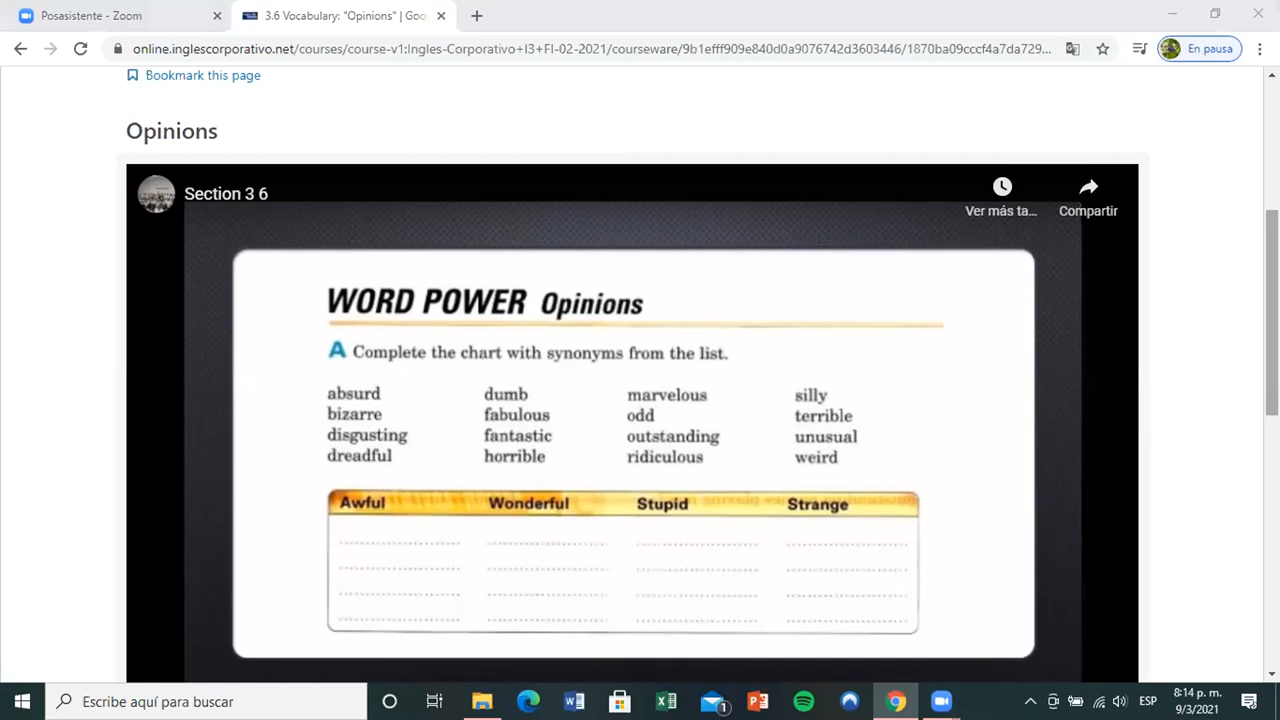 Posasistente - Zoom
3.6 Vocabulary: "Opinions" | Goo
online.inglescorporativo.net/courses/course-v1:Ingles-Corporativo+I3+FI-02-2021/courseware/9b1efff909e840d0a9076742d3603446/1870ba09cccf4a7da729...
En pausa
Bookmark this page
Opinions
Section 3 6
Ver más ta...
Compartir
WORD POWER Opinions
A Complete the chart with synonyms from the list.
absurd dumb marvelous silly
bizarre fabulous odd terrible
disgusting fantastic outstanding unusual
dreadful horrible ridiculous weird
Awful Wonderful Stupid Strange
Escribe aquí para buscar
1
ESP
8:14 p. m.
9/3/2021